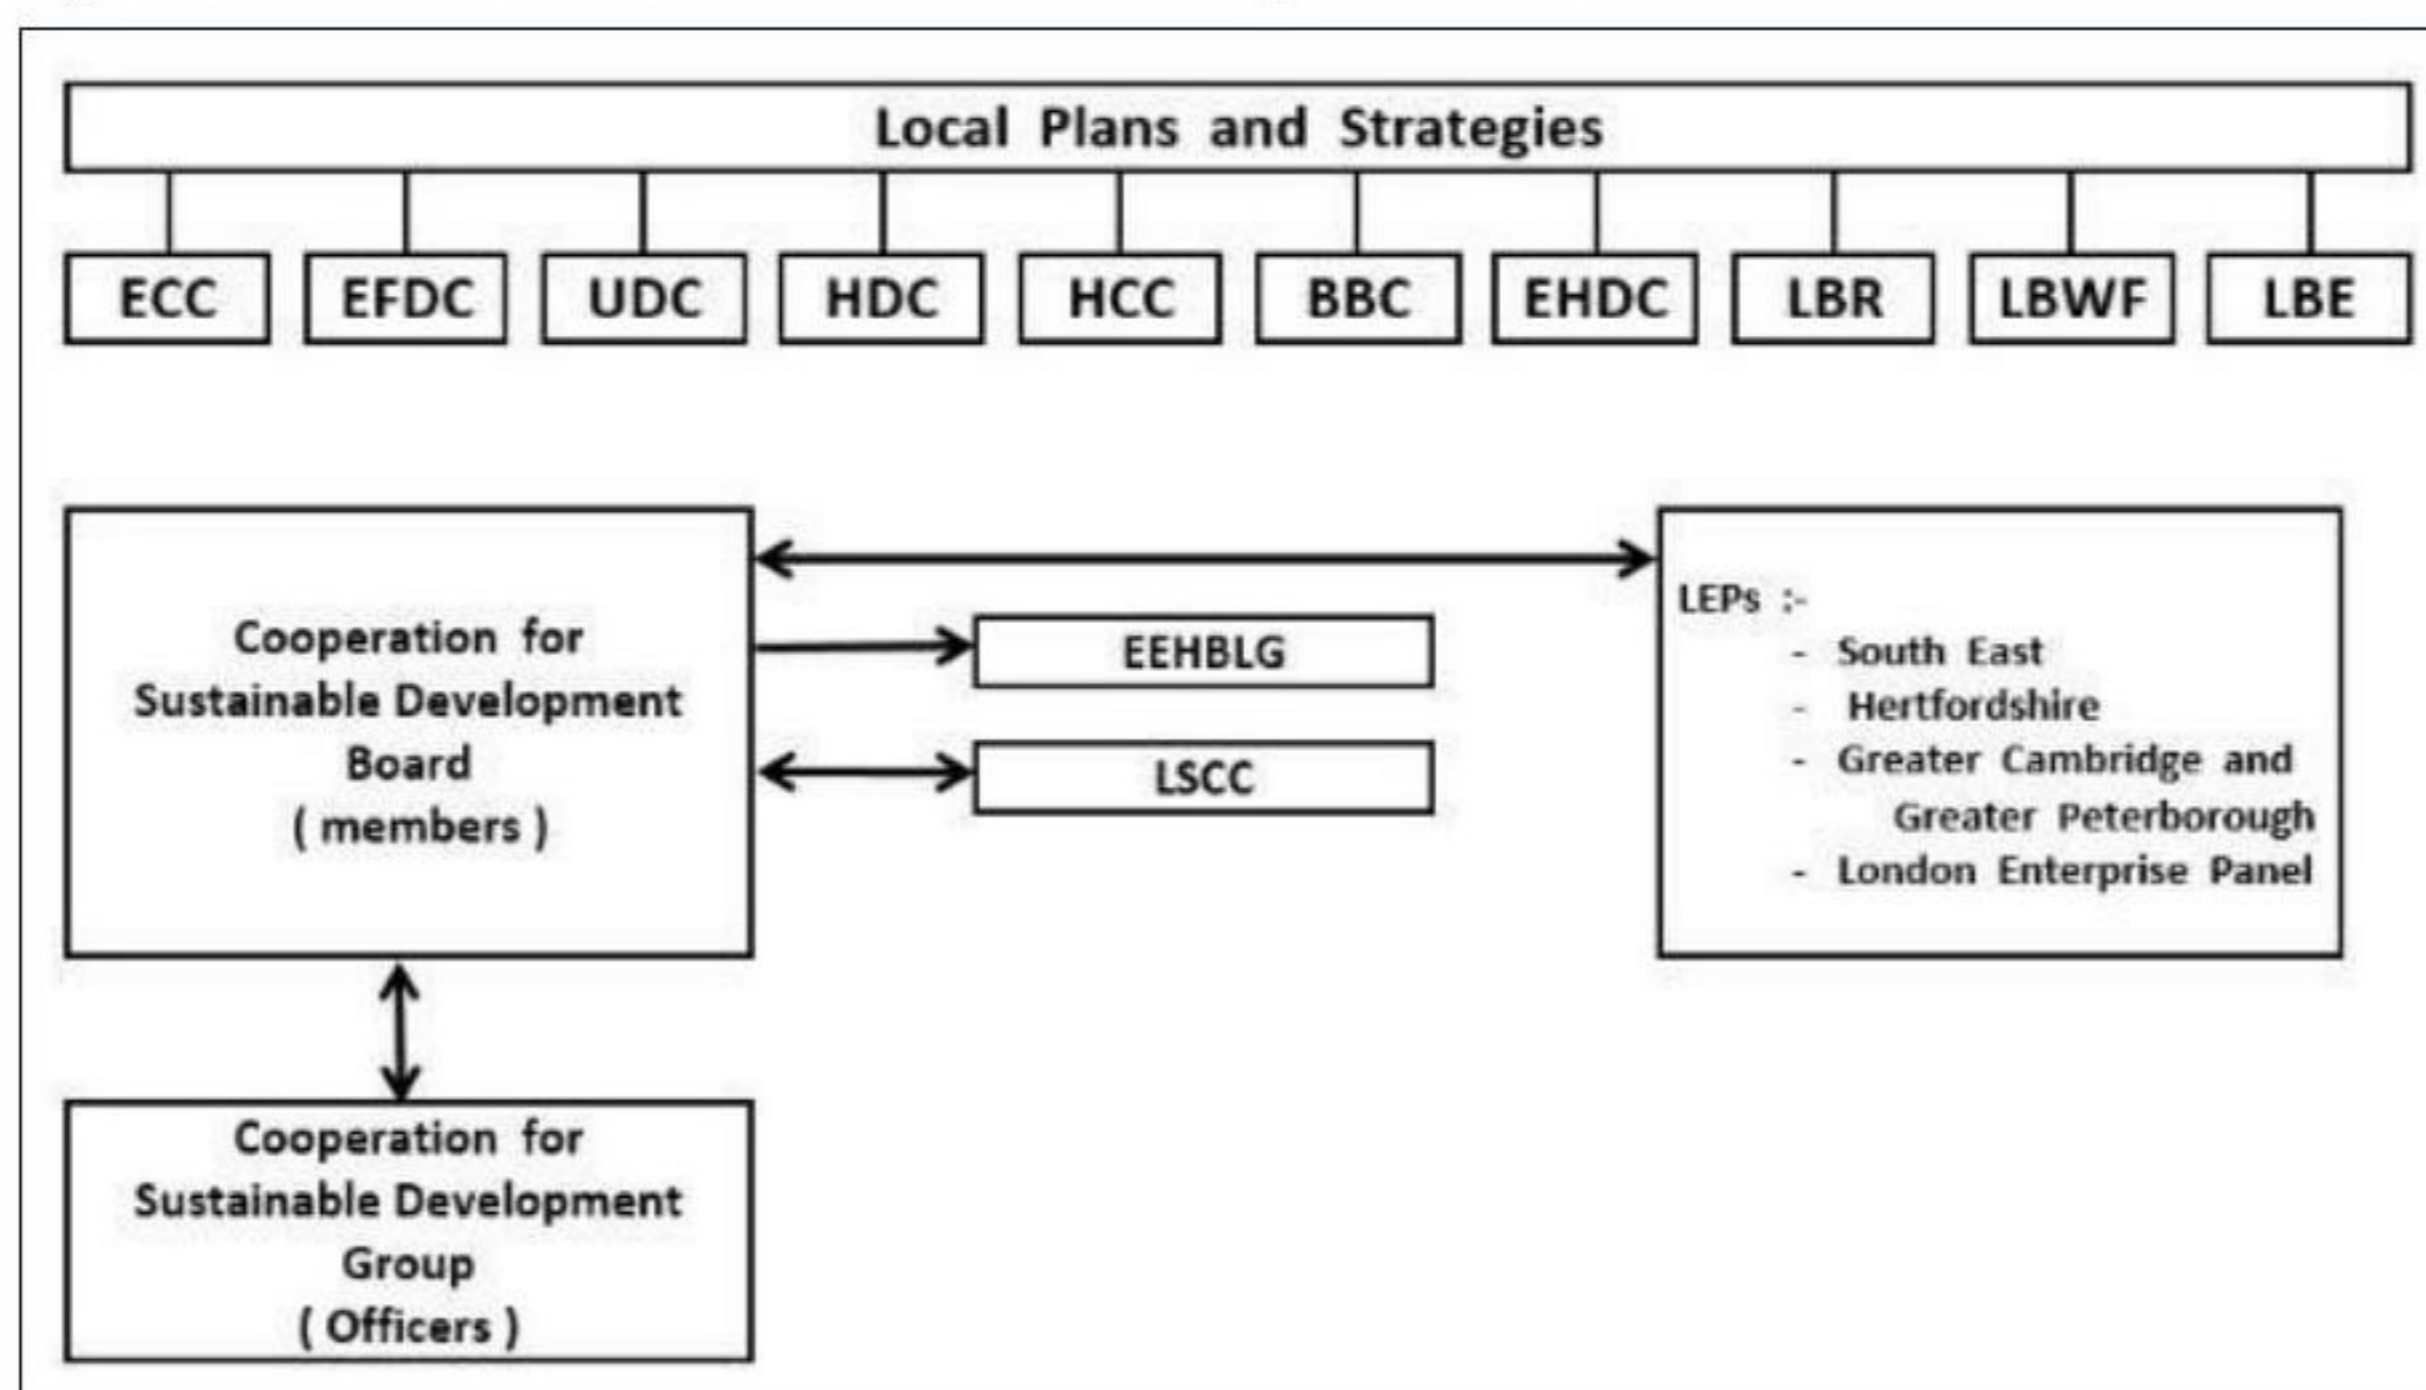 Local Plans and Strategies
ECC EFDC UDC HDC HCC BBC EHDC LBR LBWF LBE
Cooperation for
Sustainable Development
Board
( members )
EEHBLG
LSCC
LEPs :-
- South East
- Hertfordshire
- Greater Cambridge and
Greater Peterborough
- London Enterprise Panel
Cooperation for
Sustainable Development
Group
( Officers )